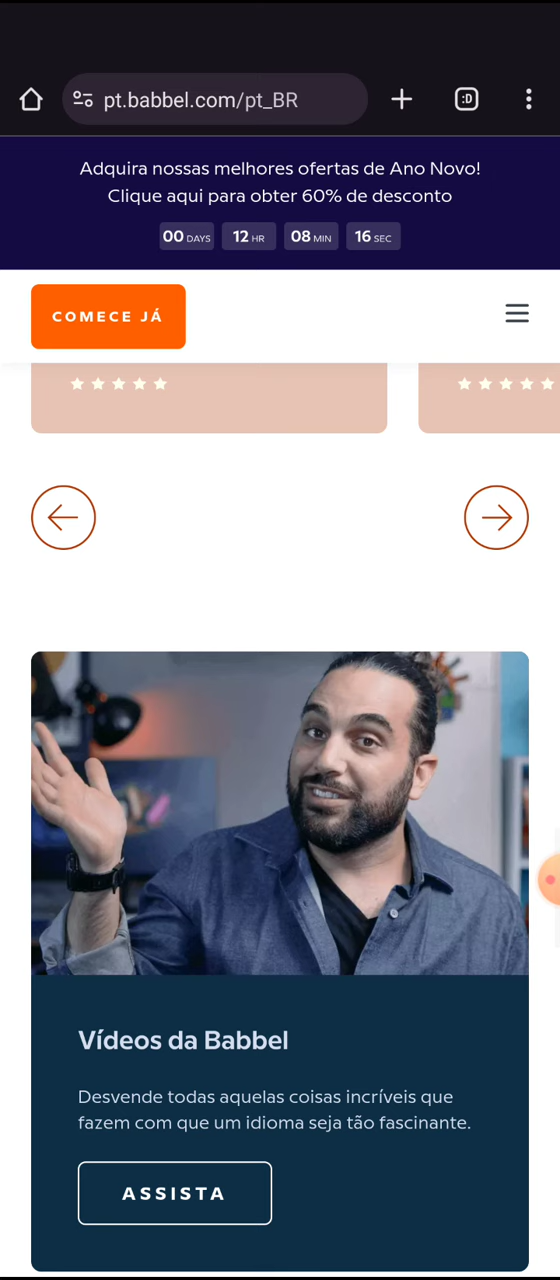 pt.babbel.com/pt_BR
:D
Adquira nossas melhores ofertas de Ano Novo!
Clique aqui para obter 60% de desconto
00 DAYS 12 HR 08 MIN 16 SEC
COMECE JÁ
Vídeos da Babbel
Desvende todas aquelas coisas incríveis que
fazem com que um idioma seja tão fascinante.
ASSISTA